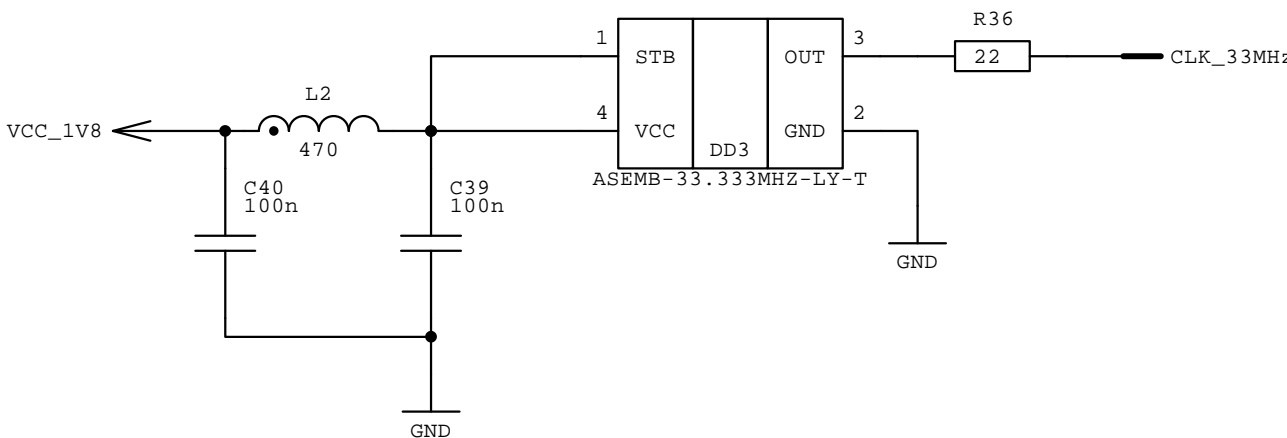 R36
1
STB
OUT
3
22
CLK_33MHz
L2
VCC_1V8
470
4
VCC
GND
2
DD3
ASEMB-33.333MHZ-LY-T
C40
100n
C39
100n
GND
GND